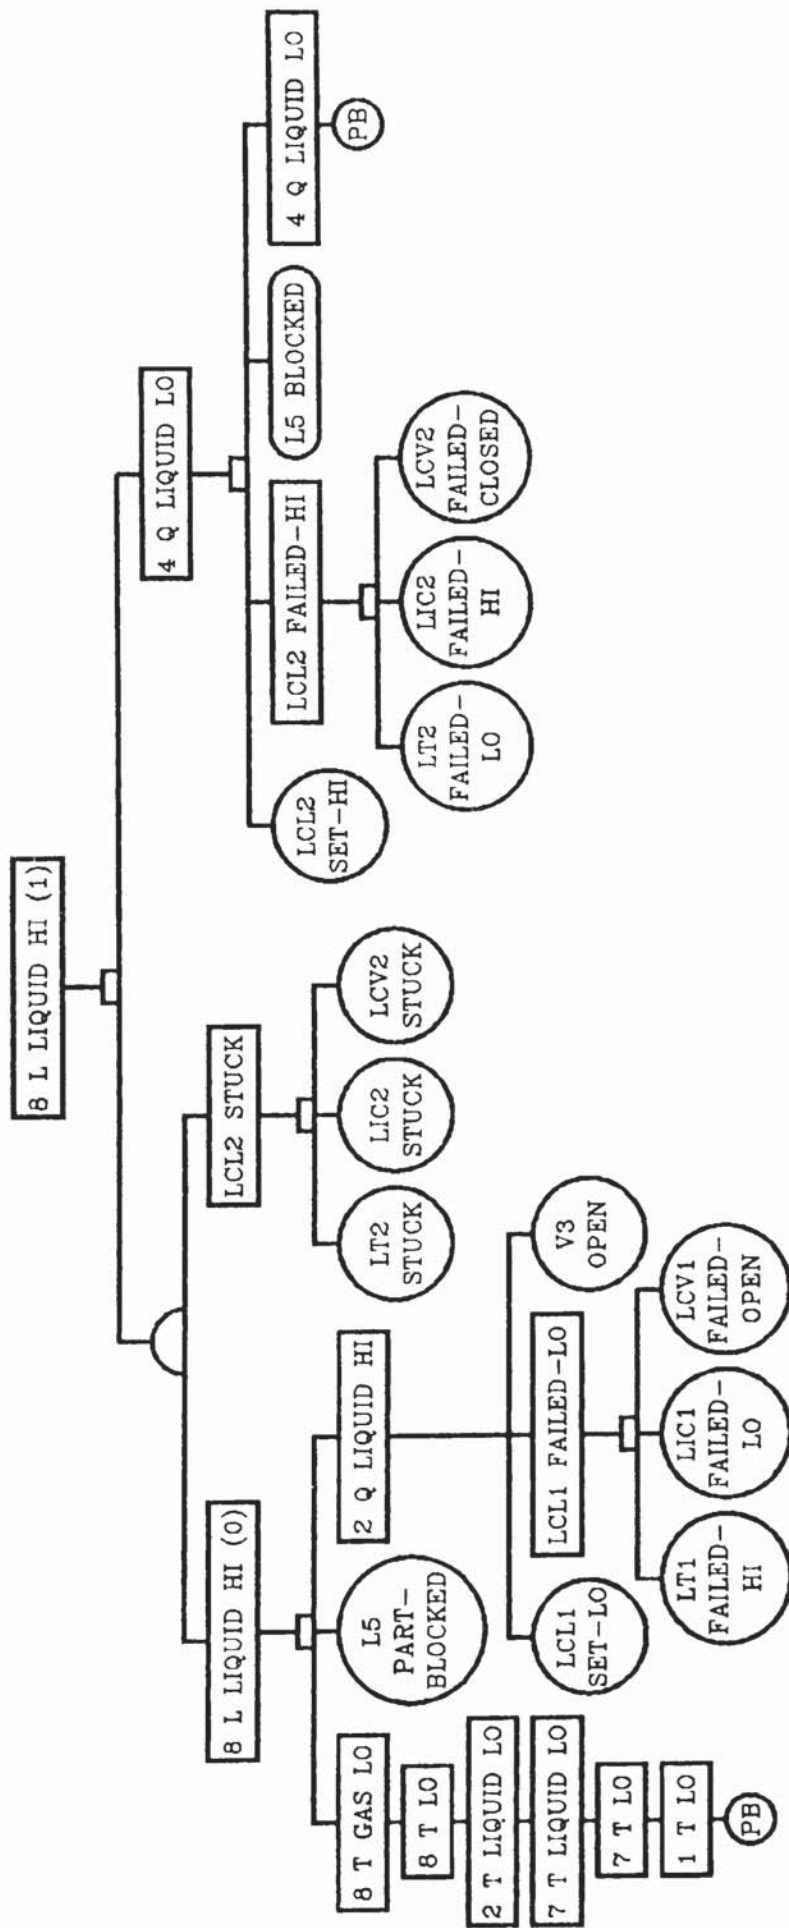 8 L LIQUID HI (1)
4 Q LIQUID LO
8 L LIQUID HI (0)
LCL2 STUCK
LCL2
SET-HI
LCL2 FAILED-HI
L5 BLOCKED
4 Q LIQUID LO
PB
8 T GAS LO
8 T LO
2 T LIQUID LO
7 T LIQUID LO
7 T LO
1 T LO
PB
L5
PART-
BLOCKED
2 Q LIQUID HI
LT2
STUCK
LIC2
STUCK
LCV2
STUCK
LT2
FAILED-
LO
LIC2
FAILED-
HI
LCV2
FAILED-
CLOSED
LCL1
SET-LO
LCL1 FAILED-LO
V3
OPEN
LT1
FAILED-
HI
LIC1
FAILED-
LO
LCV1
FAILED-
OPEN